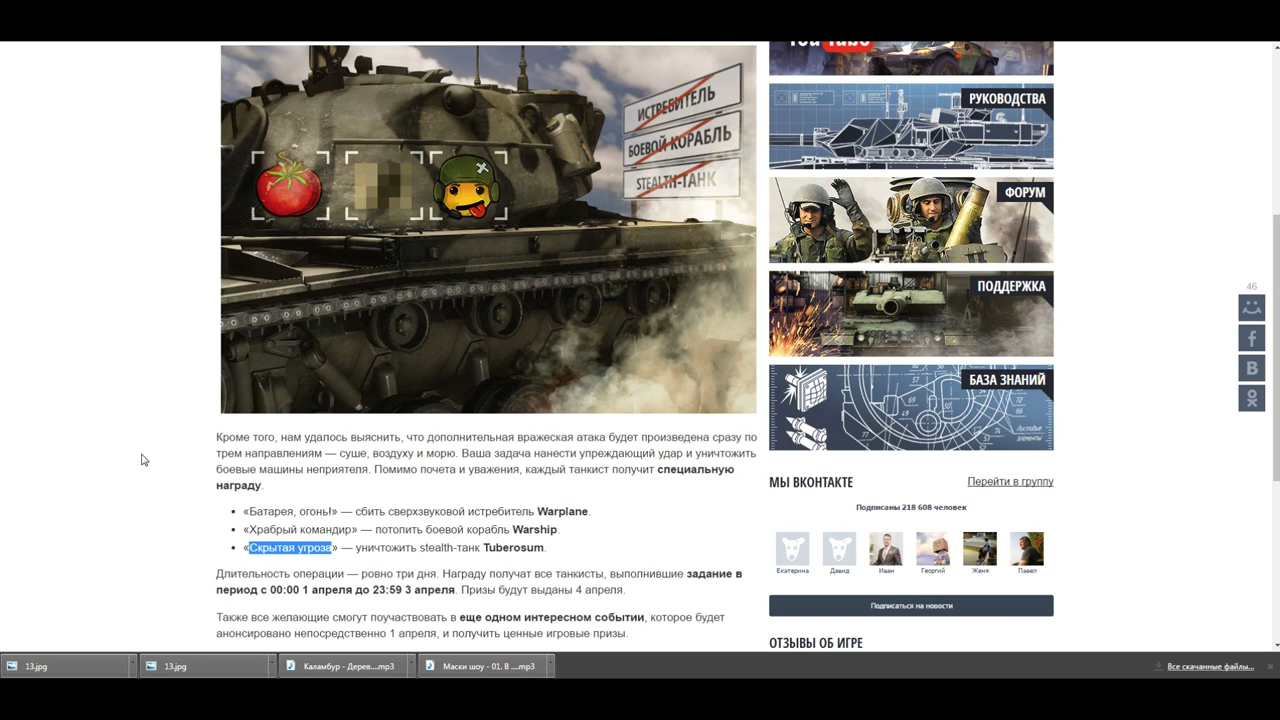 You Tube
ИСТРЕБИТЕЛЬ
БОЕВОЙ КОРАБЛЬ
STEALTH-ТАНК
РУКОВОДСТВА
ФОРУМ
ПОДДЕРЖКА
БАЗА ЗНАНИЙ
46
Кроме того, нам удалось выяснить, что дополнительная вражеская атака будет произведена сразу по
трем направлениям — суше, воздуху и морю. Ваша задача нанести упреждающий удар и уничтожить
боевые машины неприятеля. Помимо почета и уважения, каждый танкист получит специальную
награду.
«Батарея, огонь!» — сбить сверхзвуковой истребитель Warplane.
«Храбрый командир» — потопить боевой корабль Warship.
«Скрытая угроза» — уничтожить stealth-танк Tuberosum.
Длительность операции — ровно три дня. Награду получат все танкисты, выполнившие задание в
период с 00:00 1 апреля до 23:59 3 апреля. Призы будут выданы 4 апреля.
Также все желающие смогут поучаствовать в еще одном интересном событии, которое будет
анонсировано непосредственно 1 апреля, и получить ценные игровые призы.
МЫ ВКОНТАКТЕ Перейти в группу
Подписаны 218 608 человек
Екатерина Давид Иван Георгий Женя Павел
Подписаться на новости
ОТЗЫВЫ ОБ ИГРЕ
13.jpg 13.jpg Каламбур - Дерев....mp3 Маски шоу - 01. В ....mp3 Все скачанные файлы...